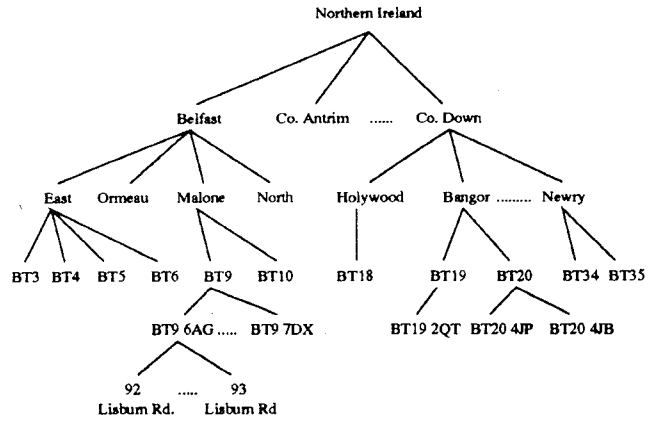 Northern Ireland
Belfast Co. Antrim ...... Co. Down
East Ormeau Malone North Holywood Bangor ......... Newry
BT3 BT4 BT5 BT6 BT9 BT10 BT18 BT19 BT20 BT34 BT35
BT9 6AG ..... BT9 7DX BT19 2QT BT20 4JP BT20 4JB
92 ..... 93
Lisburn Rd. Lisburn Rd